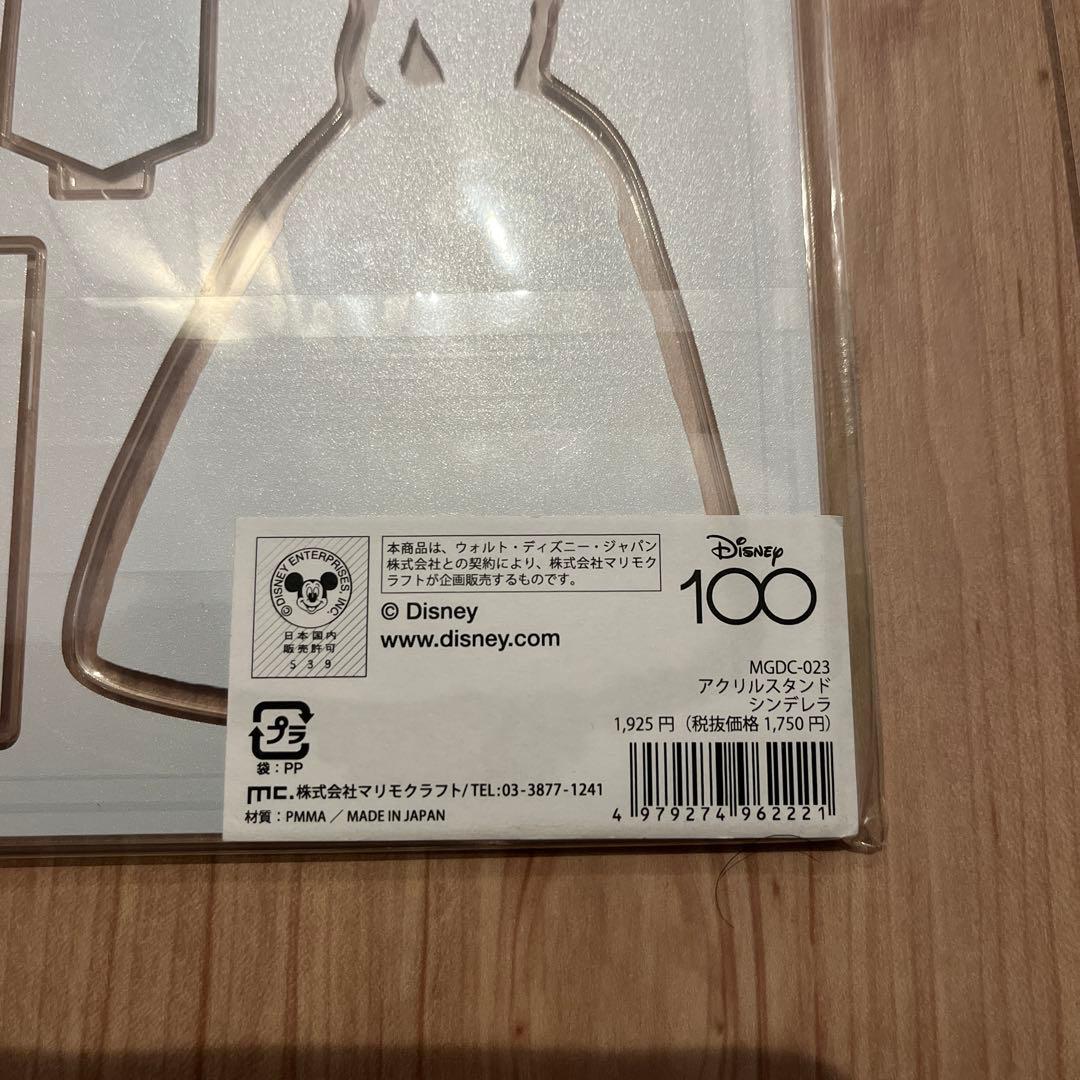 ©DISNEY ENTERPRISES, INC.
日本国内
販売許可
539
本商品は、ウォルト・ディズニー・ジャパン
株式会社との契約により、株式会社マリモク
ラフトが企画販売するものです。
© Disney
www.disney.com
Disney
100
MGDC-023
アクリルスタンド
シンデレラ
1,925 円（税抜価格 1,750 円）
プラ
袋：PP
mc.株式会社マリモクラフト/TEL:03-3877-1241
材質：PMMA ／ MADE IN JAPAN
4 979274 962221